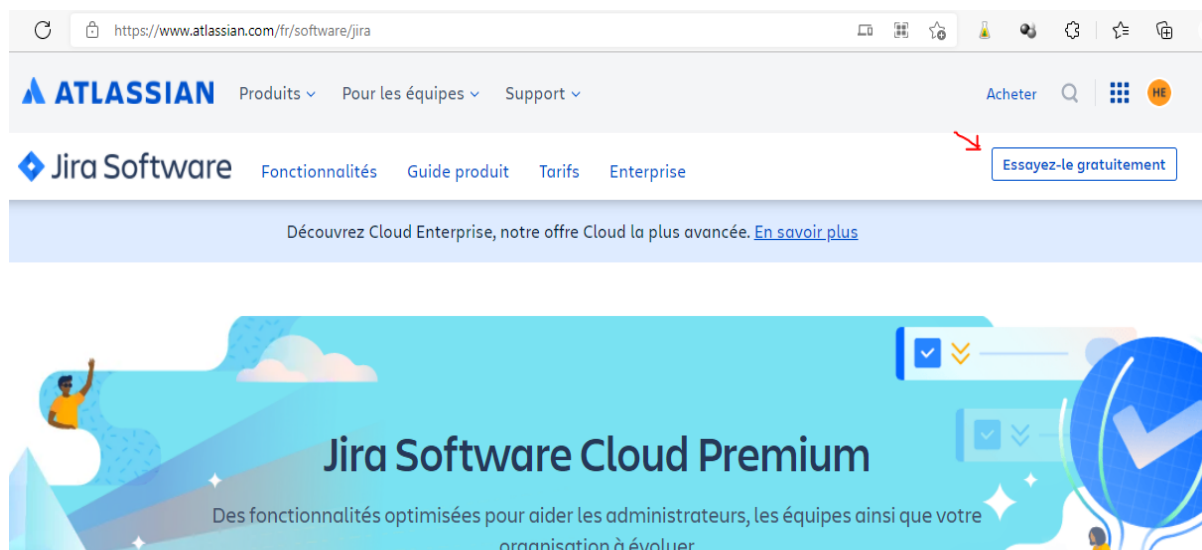 https://www.atlassian.com/fr/software/jira
ATLASSIAN Produits Pour les équipes Support Acheter HE
Jira Software Fonctionnalités Guide produit Tarifs Enterprise Essayez-le gratuitement
Découvrez Cloud Enterprise, notre offre Cloud la plus avancée. En savoir plus
Jira Software Cloud Premium
Des fonctionnalités optimisées pour aider les administrateurs, les équipes ainsi que votre
organisation à évoluer